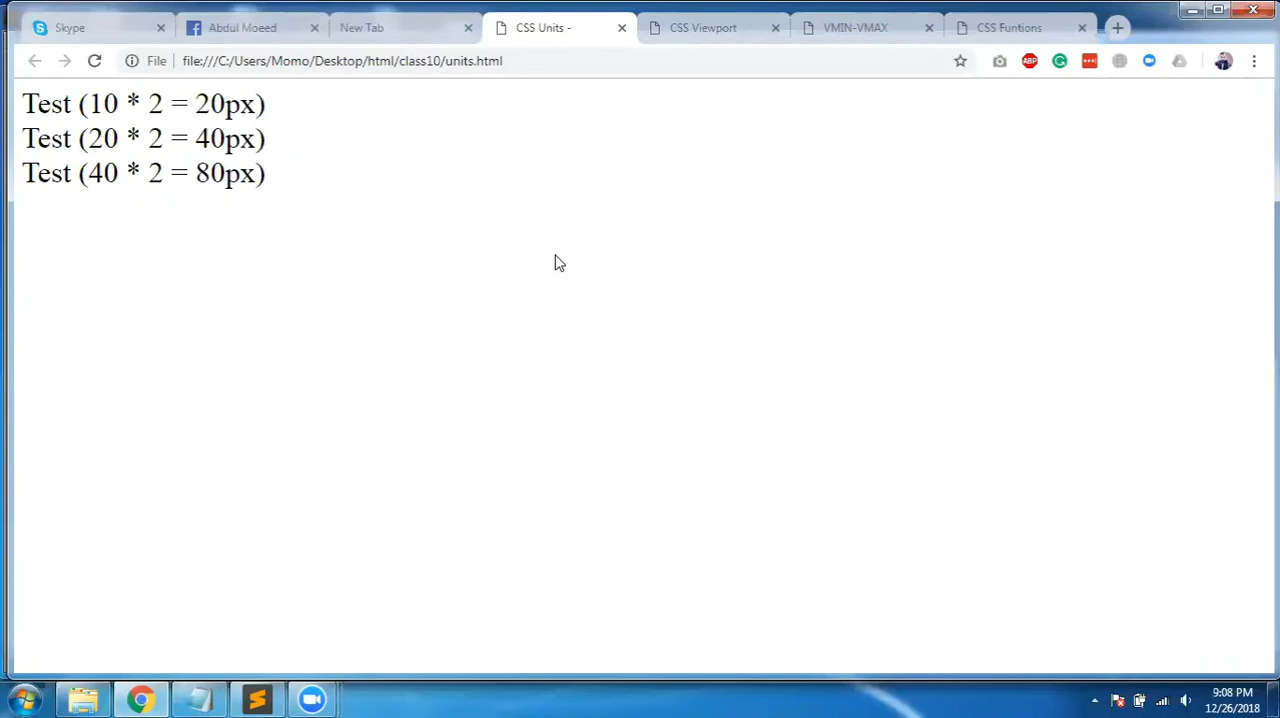 Skype
Abdul Moeed
New Tab
CSS Units -
CSS Viewport
VMIN-VMAX
CSS Funtions
File
file:///C:/Users/Momo/Desktop/html/class10/units.html
ABP
Test (10 * 2 = 20px)
Test (20 * 2 = 40px)
Test (40 * 2 = 80px)
9:08 PM
12/26/2018